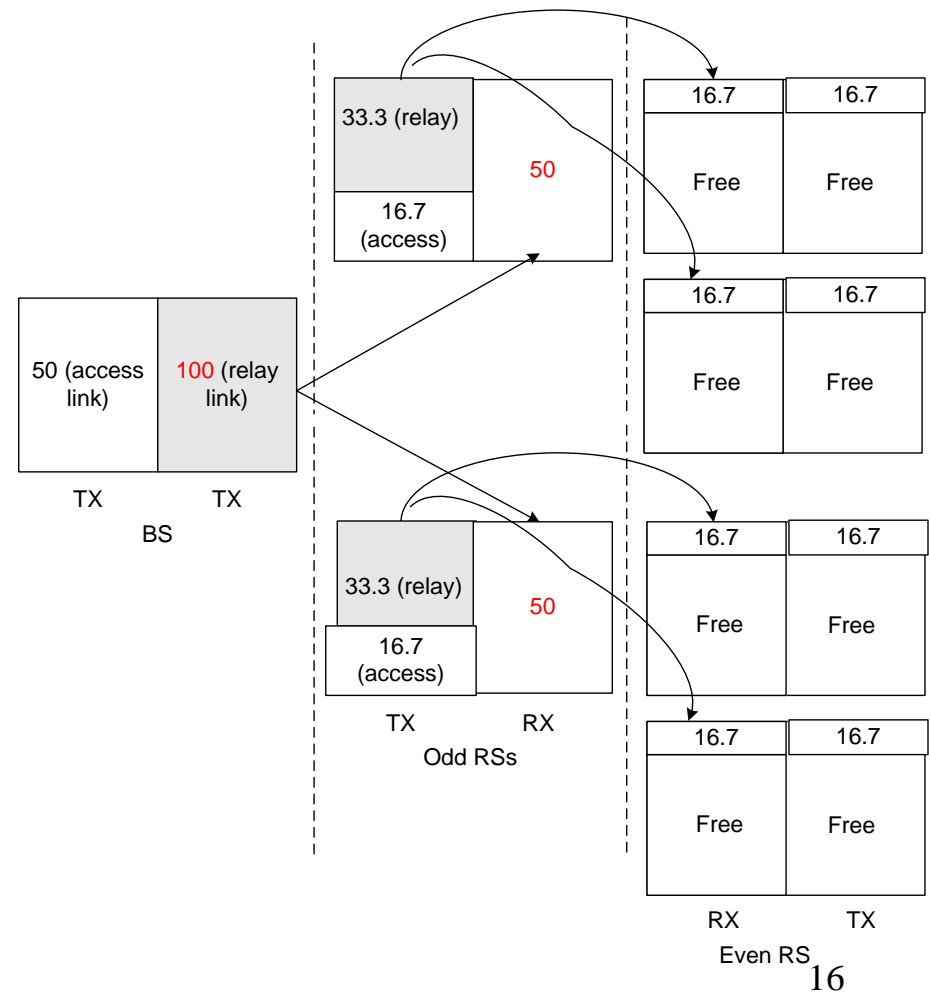 33.3 (relay)
16.7
(access)
50
16.7
16.7
Free
Free
16.7
16.7
Free
Free
50 (access
link)
100 (relay
link)
TX
TX
BS
33.3 (relay)
16.7
(access)
50
TX
RX
Odd RSs
16.7
16.7
Free
Free
16.7
16.7
Free
Free
RX
TX
Even RS
16